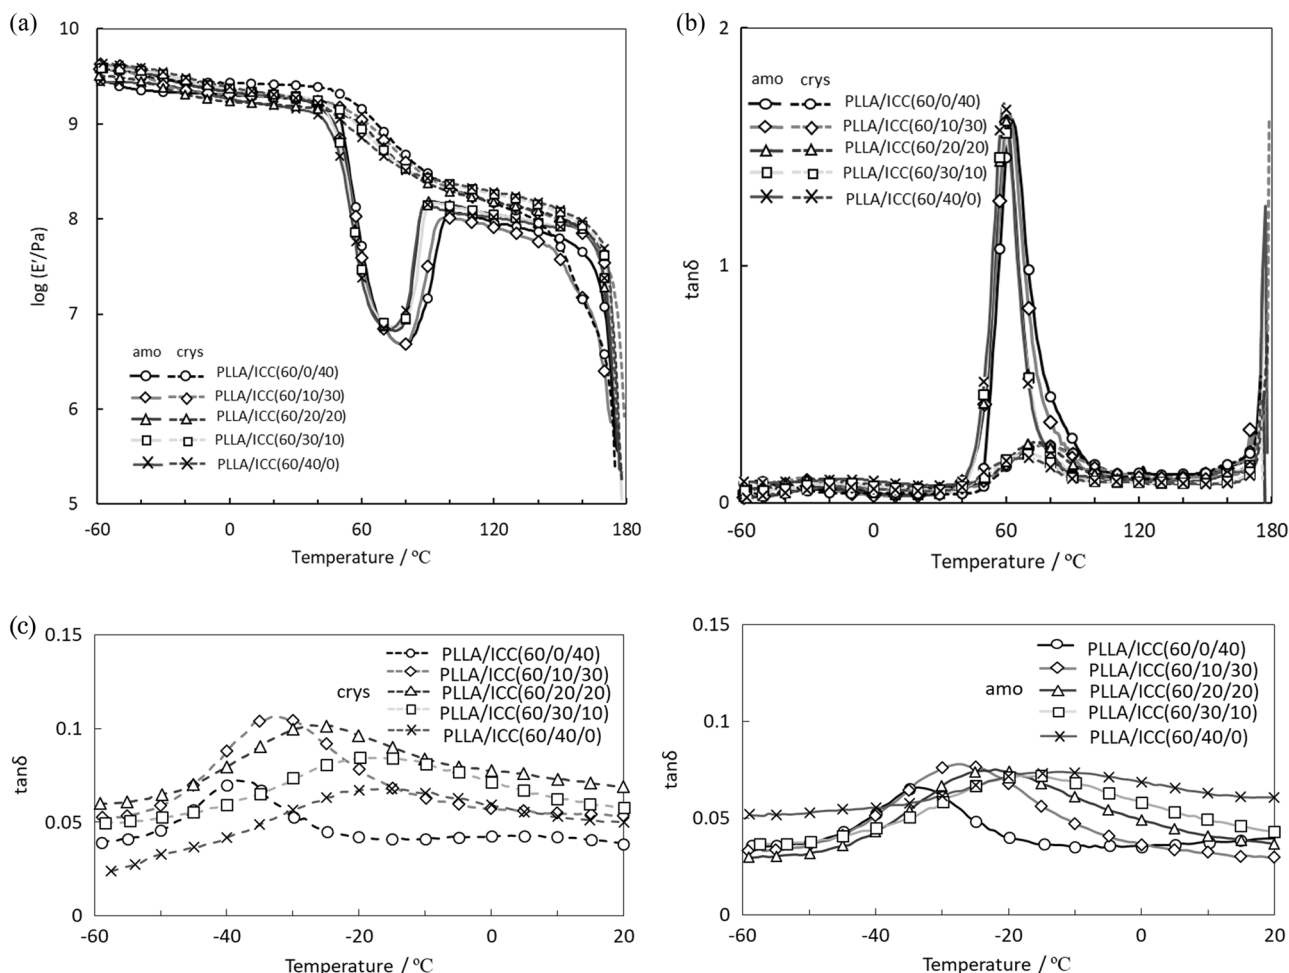 (a)
10
9
8
7
6
5
log (E'/Pa)
amo crys
PLLA/ICC(60/0/40)
PLLA/ICC(60/10/30)
PLLA/ICC(60/20/20)
PLLA/ICC(60/30/10)
PLLA/ICC(60/40/0)
-60 0 60 120 180
Temperature / °C
(b)
2
1
0
tanδ
amo crys
PLLA/ICC(60/0/40)
PLLA/ICC(60/10/30)
PLLA/ICC(60/20/20)
PLLA/ICC(60/30/10)
PLLA/ICC(60/40/0)
-60 0 60 120 180
Temperature / °C
(c)
0.15
0.1
0.05
0
tanδ
crys
PLLA/ICC(60/0/40)
PLLA/ICC(60/10/30)
PLLA/ICC(60/20/20)
PLLA/ICC(60/30/10)
PLLA/ICC(60/40/0)
-60 -40 -20 0 20
Temperature / °C
0.15
0.1
0.05
0
tanδ
amo
PLLA/ICC(60/0/40)
PLLA/ICC(60/10/30)
PLLA/ICC(60/20/20)
PLLA/ICC(60/30/10)
PLLA/ICC(60/40/0)
-60 -40 -20 0 20
Temperature / °C